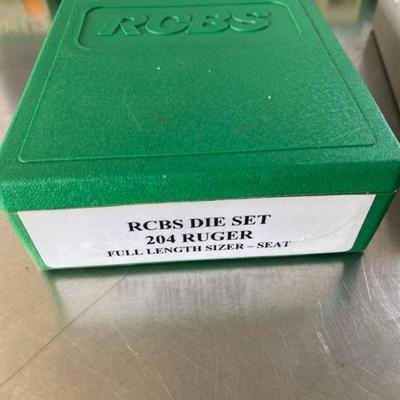 RCBS
RCBS DIE SET
204 RUGER
FULL LENGTH SIZER – SEAT